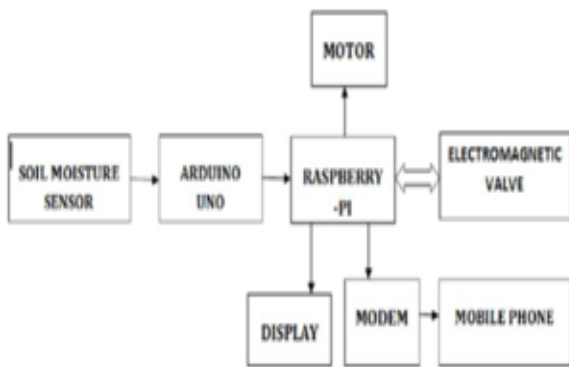 MOTOR
SOIL MOISTURE
SENSOR
ARDUINO
UNO
RASPBERRY
-PI
ELECTROMAGNETIC
VALVE
DISPLAY
MODEM
MOBILE PHONE